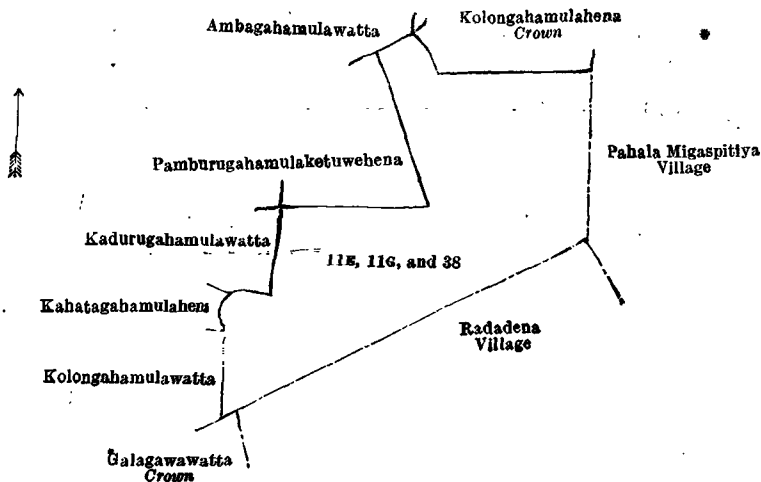 Ambagahamulawatta
Kolongahamulahena
Crown
Pahala Migaspitiya
Village
Pamburugahamulaketuwehena
Kadurugahamulawatta
11E, 11G, and 38
Kahatagahamulahena
Radadena
Village
Kolongahamulawatta
Galagawawatta
Crown